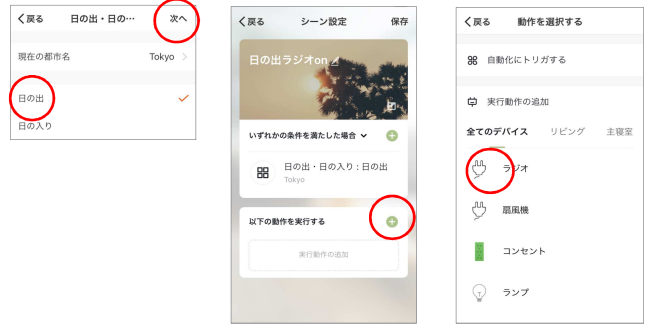 戻る 日の出・日の… 次へ
現在の都市名 Tokyo
日の出
日の入り
戻る シーン設定 保存
日の出ラジオon
いずれかの条件を満たした場合
日の出・日の入り : 日の出
Tokyo
以下の動作を実行する
実行動作の追加
戻る 動作を選択する
自動化にトリガする
実行動作の追加
全てのデバイス リビング 主寝室
ラジオ
扇風機
コンセント
ランプ